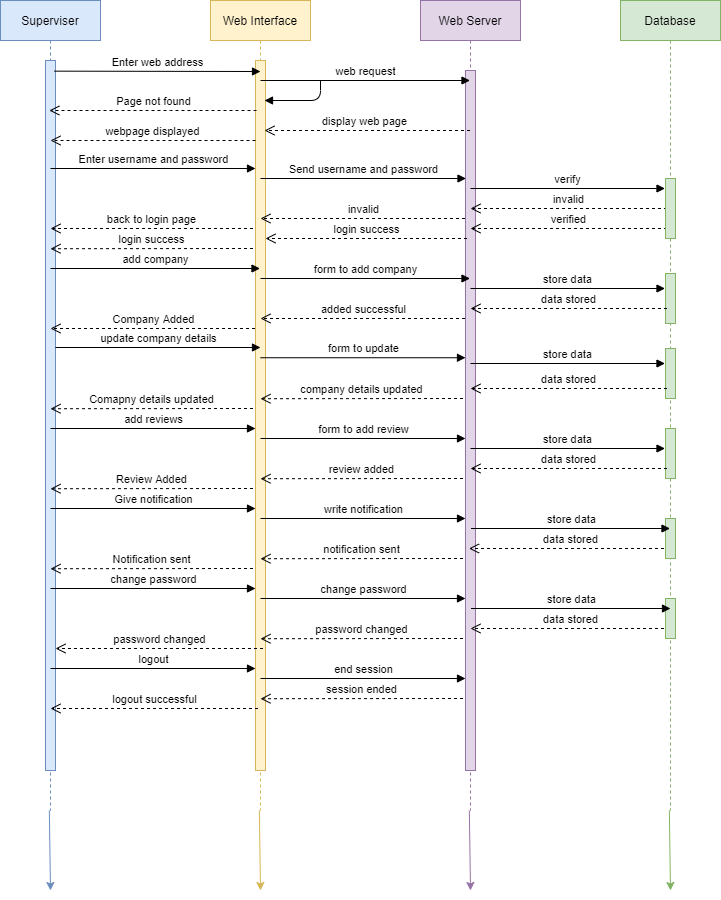 Superviser
Web Interface
Web Server
Database
Enter web address
web request
Page not found
display web page
webpage displayed
Enter username and password
Send username and password
verify
invalid
invalid
back to login page
verified
login success
login success
add company
form to add company
store data
data stored
added successful
Company Added
update company details
form to update
store data
data stored
company details updated
Comapny details updated
add reviews
form to add review
store data
data stored
review added
Review Added
Give notification
write notification
store data
data stored
notification sent
Notification sent
change password
change password
store data
data stored
password changed
password changed
logout
end session
session ended
logout successful